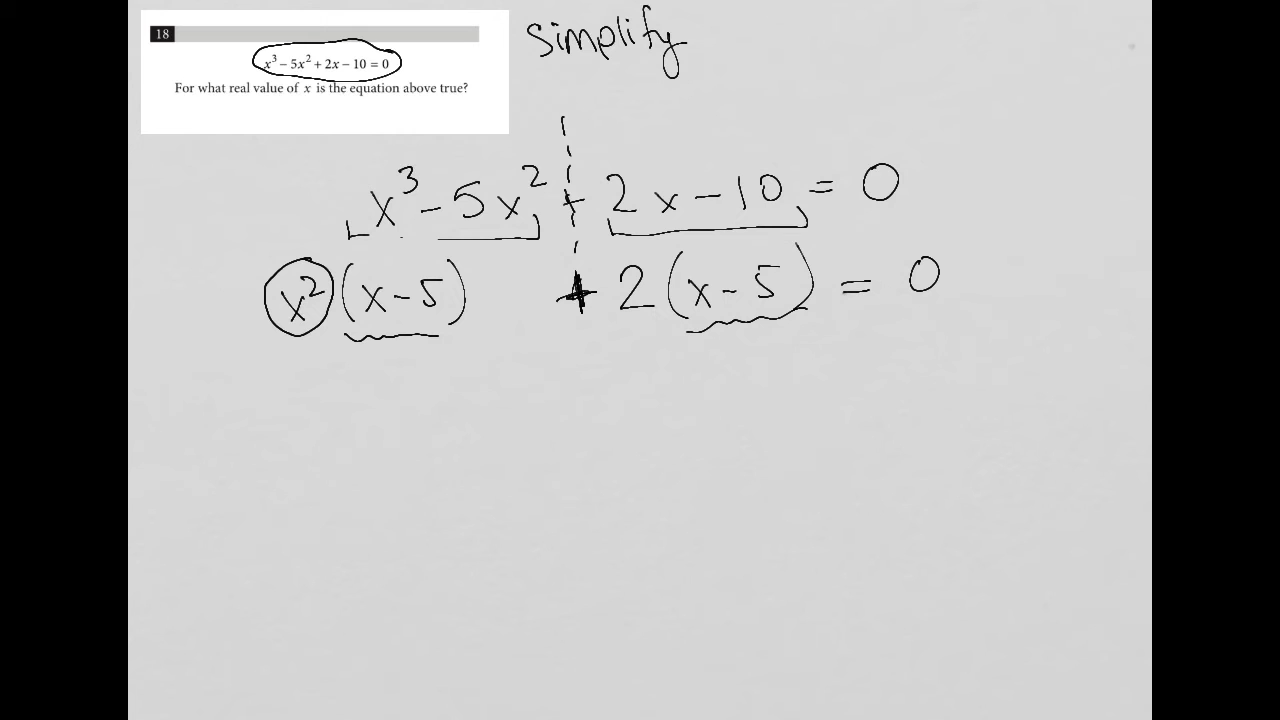 18
x³ – 5x² + 2x – 10 = 0
For what real value of x is the equation above true?
simplify
x³ – 5x² + 2x – 10 = 0
x² (x – 5) + 2 (x – 5) = 0